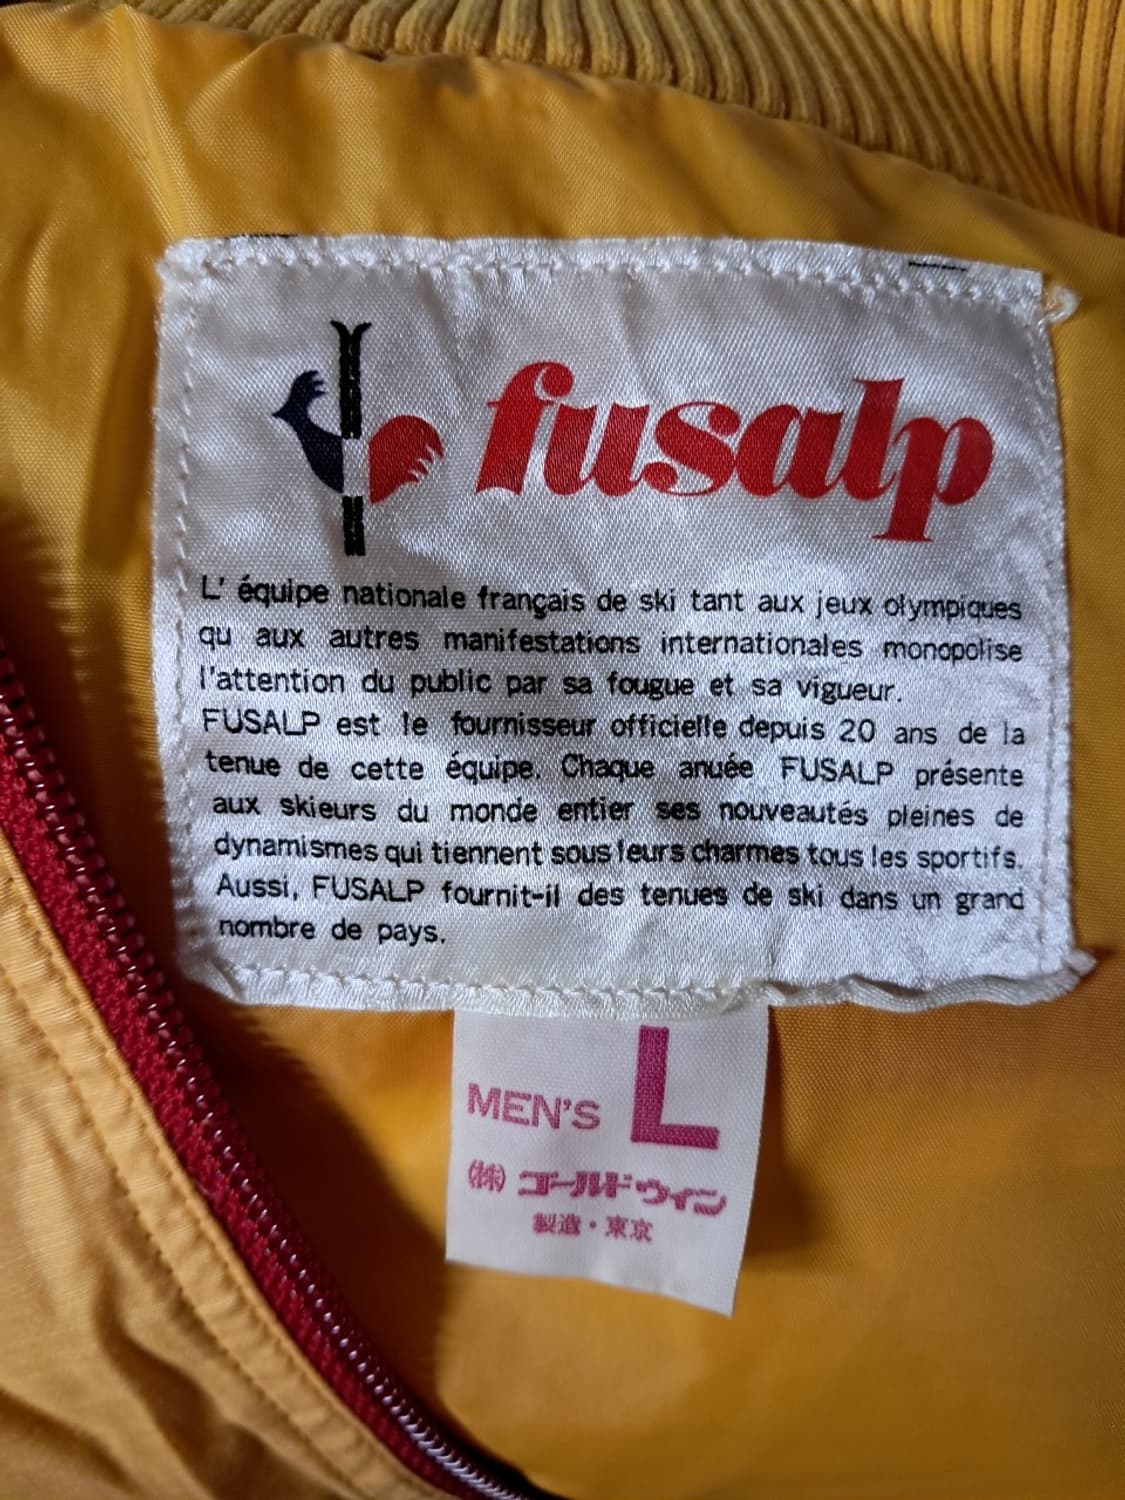 fusalp
L' équipe nationale français de ski tant aux jeux olympiques
qu aux autres manifestations internationales monopolise
l'attention du public par sa fougue et sa vigueur.
FUSALP est le fournisseur officielle depuis 20 ans de la
tenue de cette équipe. Chaque anuée FUSALP présente
aux skieurs du monde entier ses nouveautés pleines de
dynamismes qui tiennent sous leurs charmes tous les sportifs.
Aussi, FUSALP fournit-il des tenues de ski dans un grand
nombre de pays.
MEN'S L
(株) ゴールドウィン
製造・東京